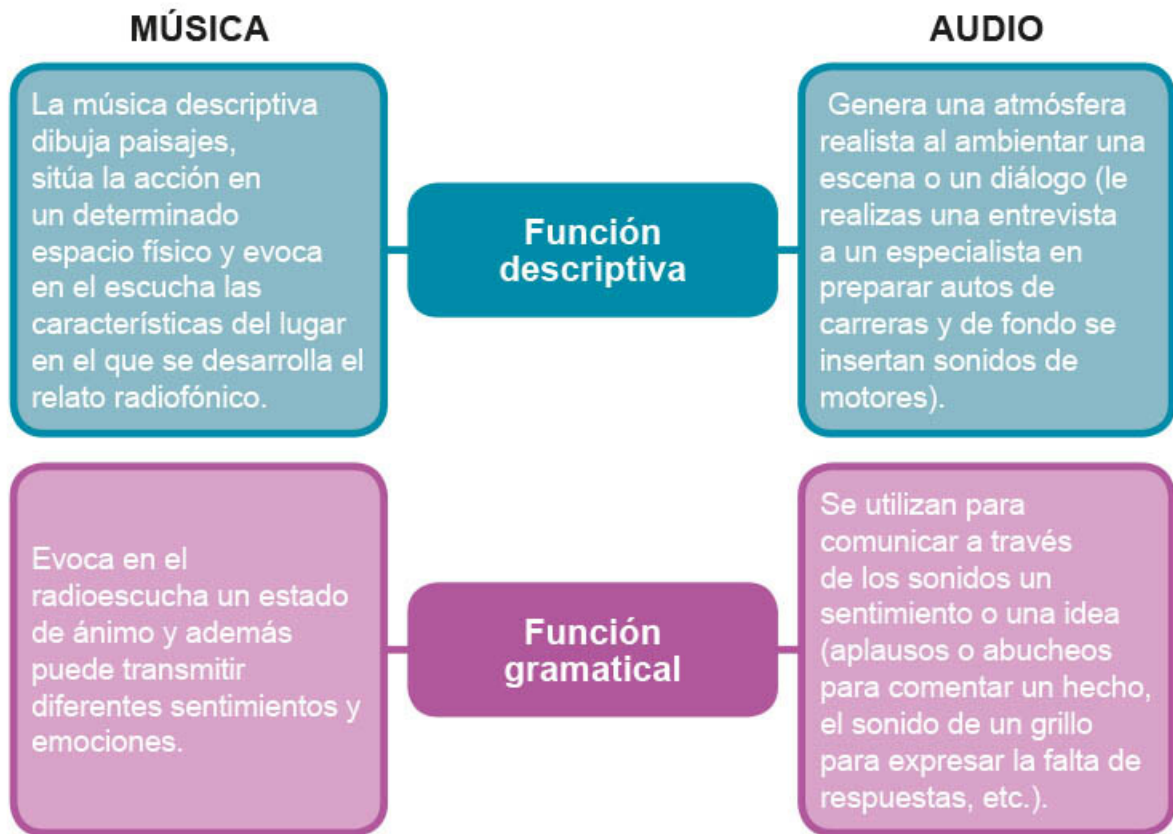 MÚSICA
AUDIO
La música descriptiva
dibuja paisajes,
sitúa la acción en
un determinado
espacio físico y evoca
en el escucha las
características del lugar
en el que se desarrolla el
relato radiofónico.
Función
descriptiva
Genera una atmósfera
realista al ambientar una
escena o un diálogo (le
realizas una entrevista
a un especialista en
preparar autos de
carreras y de fondo se
insertan sonidos de
motores).
Evoca en el
radioescucha un estado
de ánimo y además
puede transmitir
diferentes sentimientos y
emociones.
Función
gramatical
Se utilizan para
comunicar a través
de los sonidos un
sentimiento o una idea
(aplausos o abucheos
para comentar un hecho,
el sonido de un grillo
para expresar la falta de
respuestas, etc.).